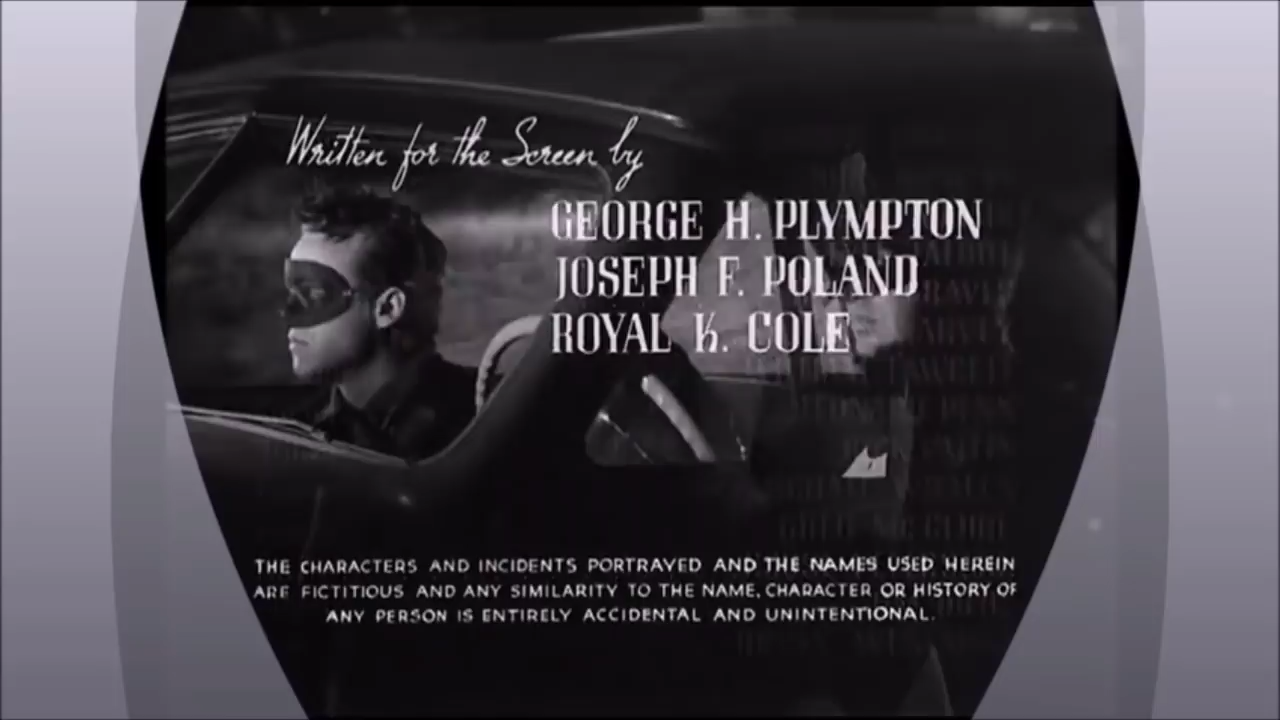 Written for the Screen by
GEORGE H. PLYMPTON
JOSEPH F. POLAND
ROYAL K. COLE
THE CHARACTERS AND INCIDENTS PORTRAYED AND THE NAMES USED HEREIN
ARE FICTITIOUS AND ANY SIMILARITY TO THE NAME, CHARACTER OR HISTORY OF
ANY PERSON IS ENTIRELY ACCIDENTAL AND UNINTENTIONAL.